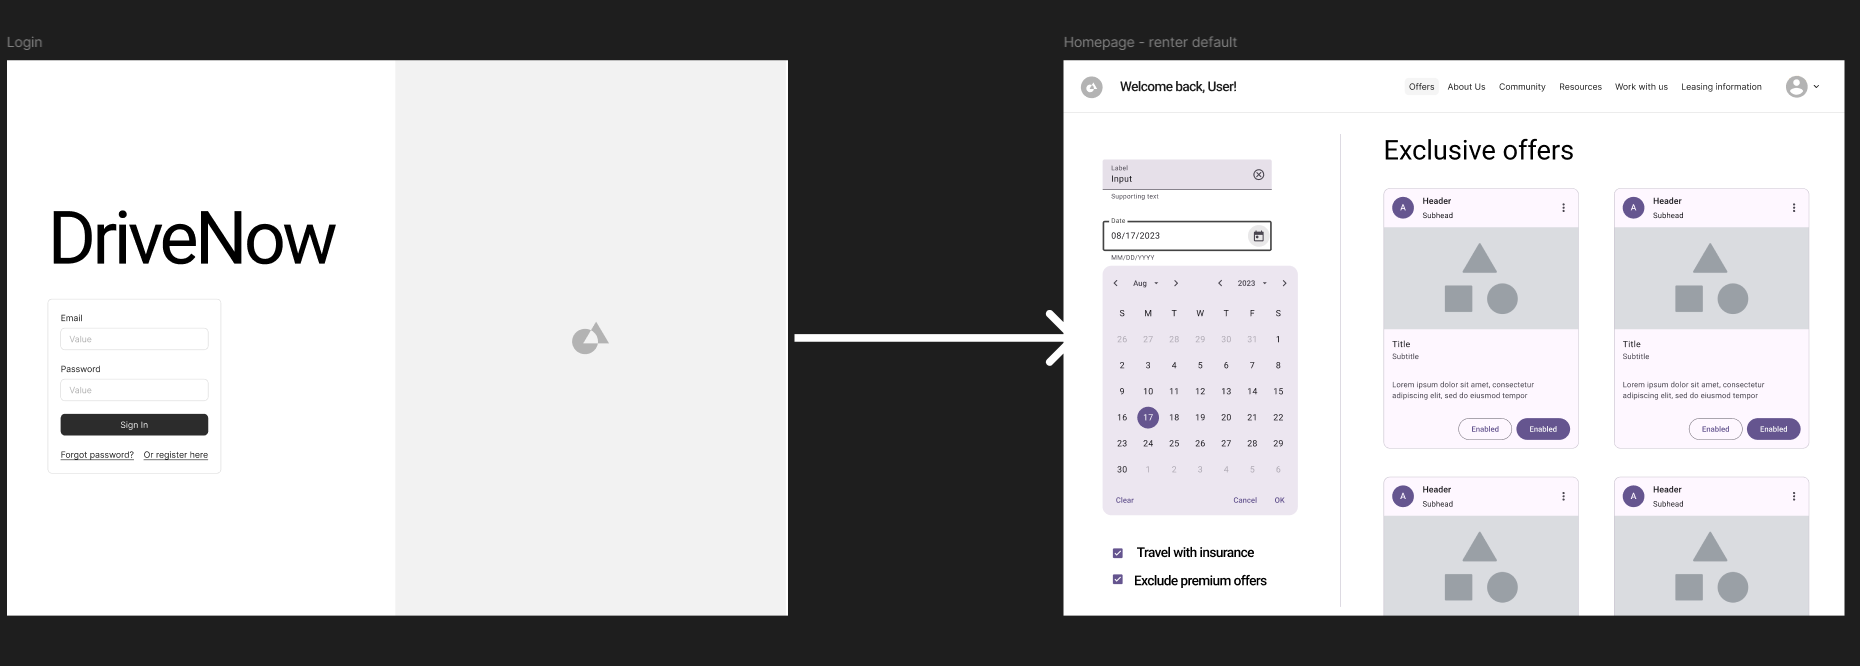 Login
DriveNow
Email
Value
Password
Value
Sign In
Forgot password? Or register here
Homepage - renter default
Welcome back, User!
Offers About Us Community Resources Work with us Leasing information
Label
Input
Supporting text
Date
08/17/2023
MM/DD/YYYY
Aug 2023
S M T W T F S
26 27 28 29 30 31 1
2 3 4 5 6 7 8
9 10 11 12 13 14 15
16 17 18 19 20 21 22
23 24 25 26 27 28 29
30 1 2 3 4 5 6
Clear Cancel OK
Travel with insurance
Exclude premium offers
Exclusive offers
A
Header
Subhead
Title
Subtitle
Lorem ipsum dolor sit amet, consectetur
adipiscing elit, sed do eiusmod tempor
Enabled Enabled
A
Header
Subhead
Title
Subtitle
Lorem ipsum dolor sit amet, consectetur
adipiscing elit, sed do eiusmod tempor
Enabled Enabled
A
Header
Subhead
A
Header
Subhead